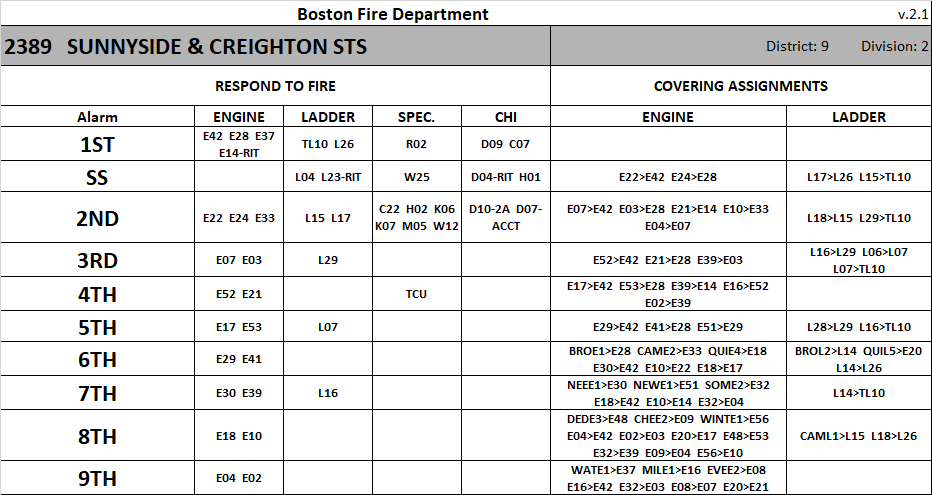 Boston Fire Department v.2.1
2389 SUNNYSIDE & CREIGHTON STS District: 9 Division: 2
RESPOND TO FIRE COVERING ASSIGNMENTS
Alarm ENGINE LADDER SPEC. CHI ENGINE LADDER
1ST E42 E28 E37 E14-RIT TL10 L26 R02 D09 C07
SS L04 L23-RIT W25 D04-RIT H01 E22>E42 E24>E28 L17>L26 L15>TL10
2ND E22 E24 E33 L15 L17 C22 H02 K06 K07 M05 W12 D10-2A D07-ACCT E07>E42 E03>E28 E21>E14 E10>E33 E04>E07 L18>L15 L29>TL10
3RD E07 E03 L29 E52>E42 E21>E28 E39>E03 L16>L29 L06>L07 L07>TL10
4TH E52 E21 TCU E17>E42 E53>E28 E39>E14 E16>E52 E02>E39
5TH E17 E53 L07 E29>E42 E41>E28 E51>E29 L28>L29 L16>TL10
6TH E29 E41 BROE1>E28 CAME2>E33 QUIE4>E18 E30>E42 E10>E22 E18>E17 BROL2>L14 QUIL5>E20 L14>L26
7TH E30 E39 L16 NEEE1>E30 NEWE1>E51 SOME2>E32 E18>E42 E10>E14 E32>E04 L14>TL10
8TH E18 E10 DEDE3>E48 CHEE2>E09 WINTE1>E56 E04>E42 E02>E03 E20>E17 E48>E53 E32>E39 E09>E04 E56>E10 CAML1>L15 L18>L26
9TH E04 E02 WATE1>E37 MILE1>E16 EVEE2>E08 E16>E42 E32>E03 E08>E07 E20>E21